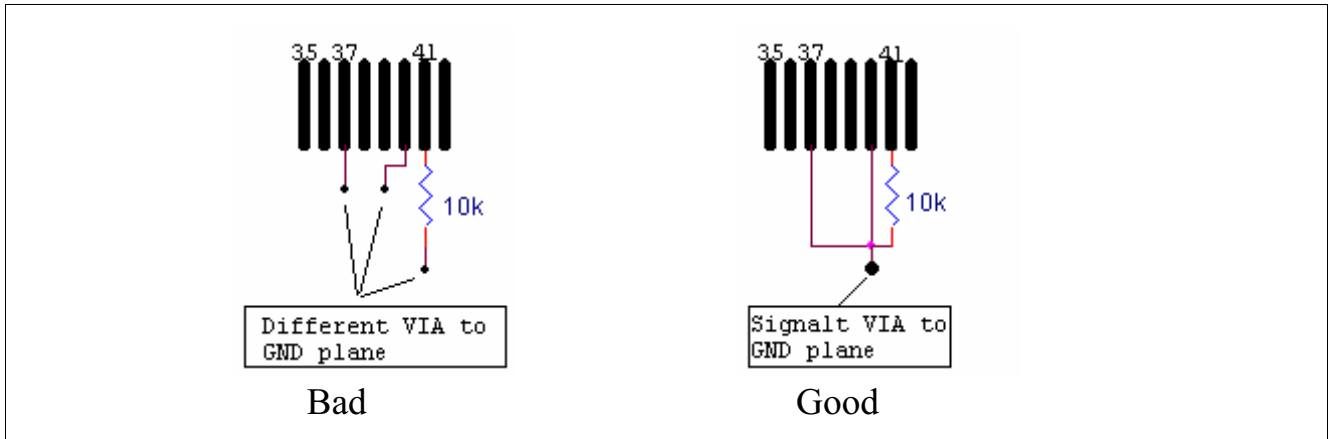 35 37 41
10k
Different VIA to
GND plane
Bad
35 37 41
10k
Signalt VIA to
GND plane
Good